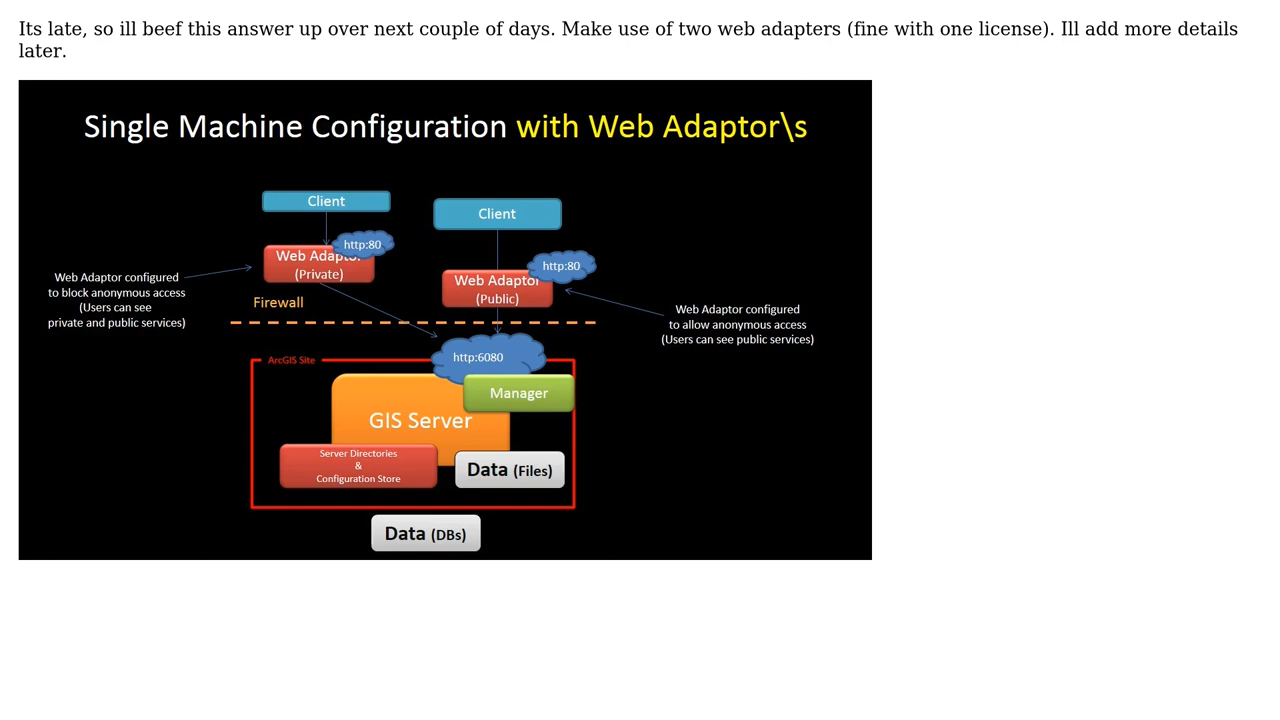 Its late, so ill beef this answer up over next couple of days. Make use of two web adapters (fine with one license). Ill add more details
later.
Single Machine Configuration with Web Adaptor\s
Client
Client
http:80
Web Adaptor
(Private)
http:80
Web Adaptor
(Public)
Web Adaptor configured
to block anonymous access
(Users can see
private and public services)
Firewall
Web Adaptor configured
to allow anonymous access
(Users can see public services)
ArcGIS Site
http:6080
Manager
GIS Server
Server Directories
&
Configuration Store
Data (Files)
Data (DBs)